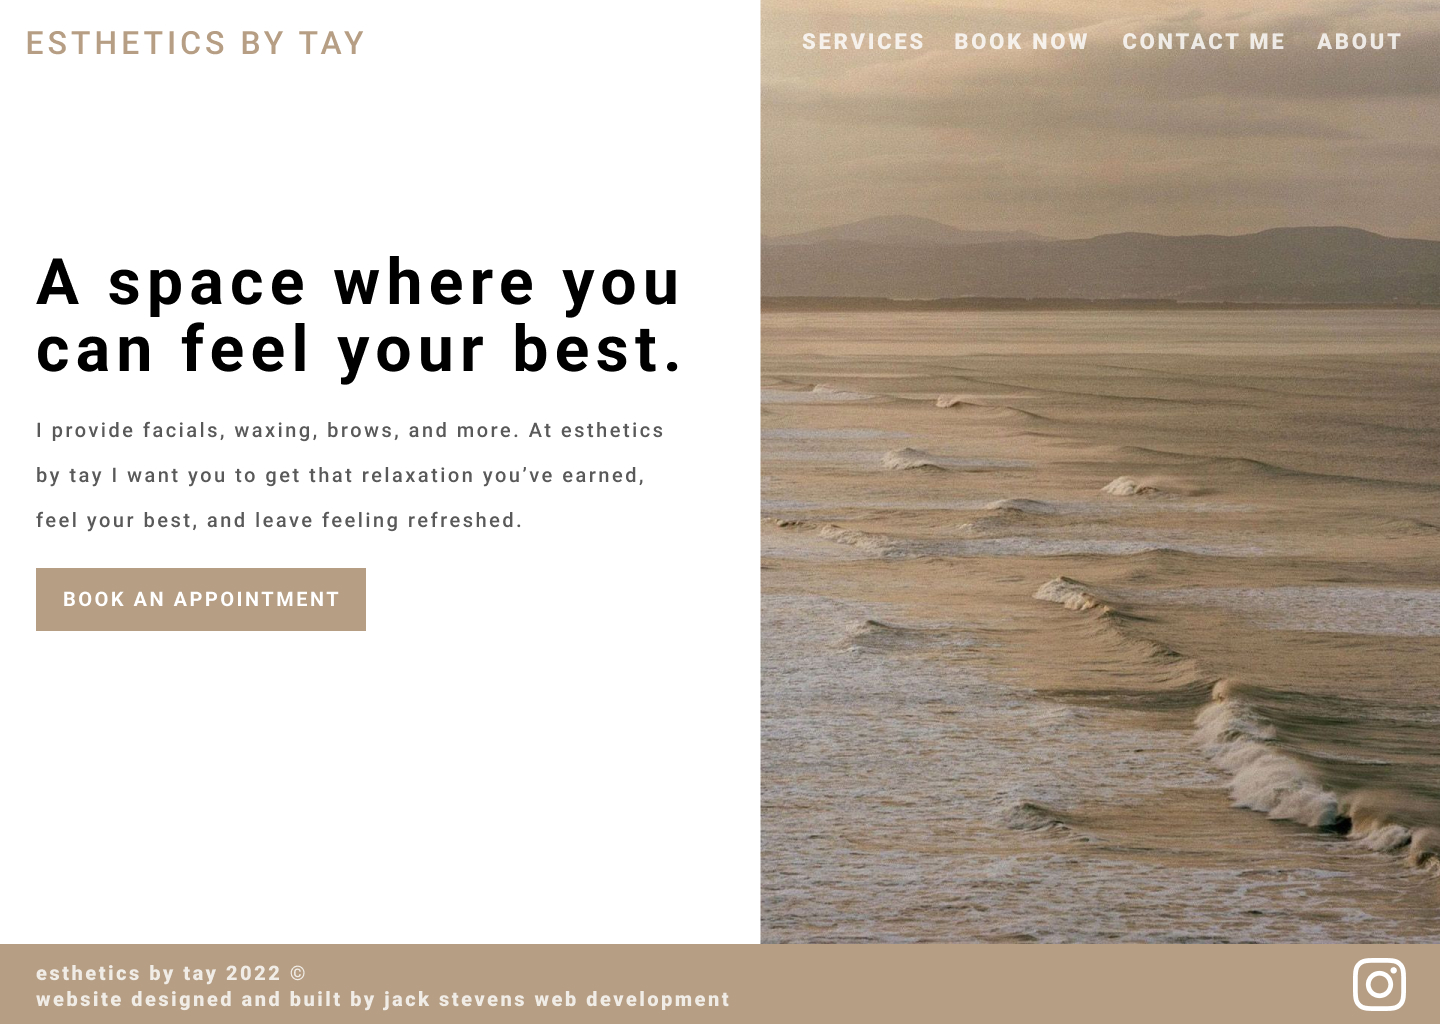 ESTHETICS BY TAY
SERVICES BOOK NOW CONTACT ME ABOUT
A space where you
can feel your best.
I provide facials, waxing, brows, and more. At esthetics
by tay I want you to get that relaxation you’ve earned,
feel your best, and leave feeling refreshed.
BOOK AN APPOINTMENT
esthetics by tay 2022 ©
website designed and built by jack stevens web development